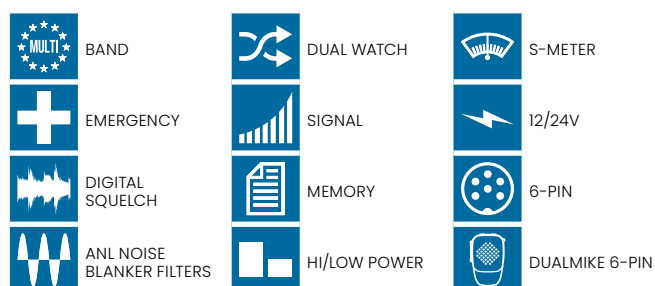 MULTI
BAND
DUAL WATCH
S-METER
EMERGENCY
SIGNAL
12/24V
DIGITAL
SQUELCH
MEMORY
6-PIN
ANL NOISE
BLANKER FILTERS
HI/LOW POWER
DUALMIKE 6-PIN